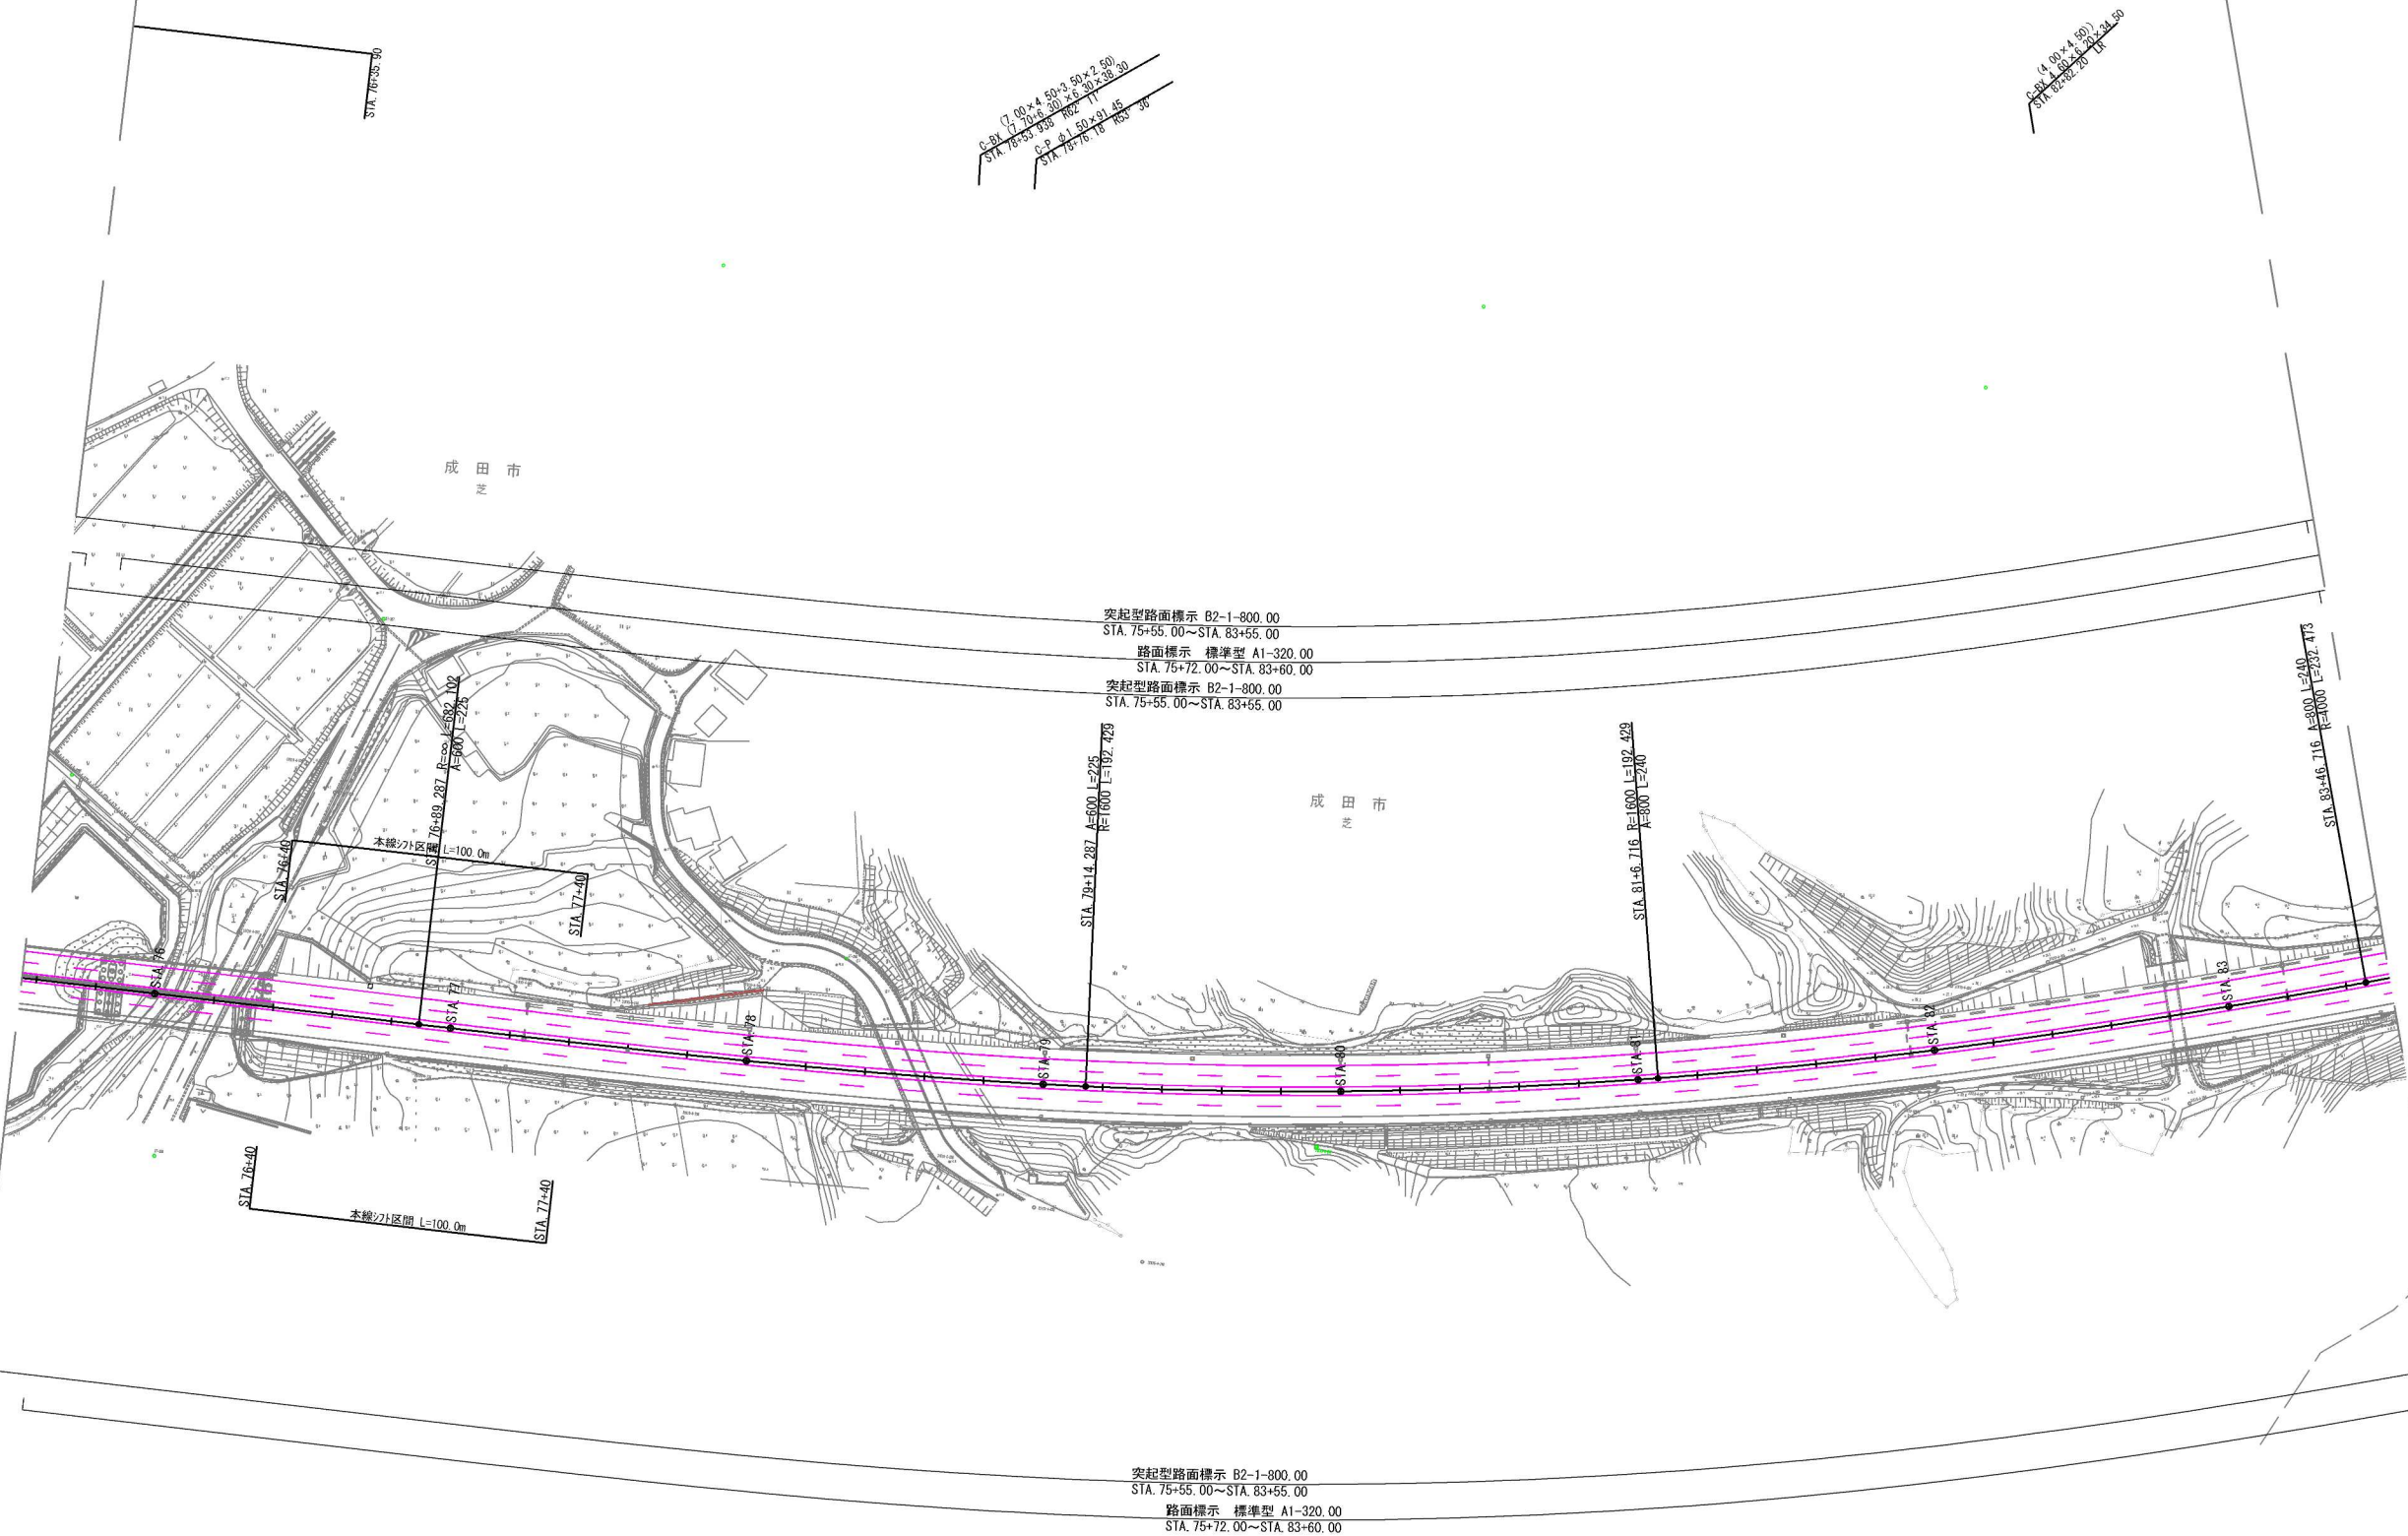 STA. 76+35.90
(7.00×4.50+3.50×2.50)
C-BX (7.70+6.30)×6.30×38.30
STA. 78+53.938 R62° 11'
C-P φ1.50×91.45
STA. 78+76.18 R53° 36'
(4.00×4.50)
C-BX 4.60×6.20×34.50
STA. 82+82.20 LR
成田市
芝
突起型路面標示 B2-1-800.00
STA. 75+55.00～STA. 83+55.00
路面標示 標準型 A1-320.00
STA. 75+72.00～STA. 83+60.00
突起型路面標示 B2-1-800.00
STA. 75+55.00～STA. 83+55.00
STA. 76+89.287 R=∞ L=682.102
A=600 L=225
STA. 79+14.287 A=600 L=225
R=1600 L=192.429
STA. 81+6.716 R=1600 L=192.429
A=800 L=240
STA. 83+46.716 A=800 L=240
R=4000 L=232.473
成田市
芝
STA. 76+40
本線ｼﾌﾄ区間 L=100.0m
STA. 77+40
STA. 76
STA. 77
STA. 78
STA. 79
STA. 80
STA. 81
STA. 82
STA. 83
STA. 76+40
本線ｼﾌﾄ区間 L=100.0m
STA. 77+40
突起型路面標示 B2-1-800.00
STA. 75+55.00～STA. 83+55.00
路面標示 標準型 A1-320.00
STA. 75+72.00～STA. 83+60.00